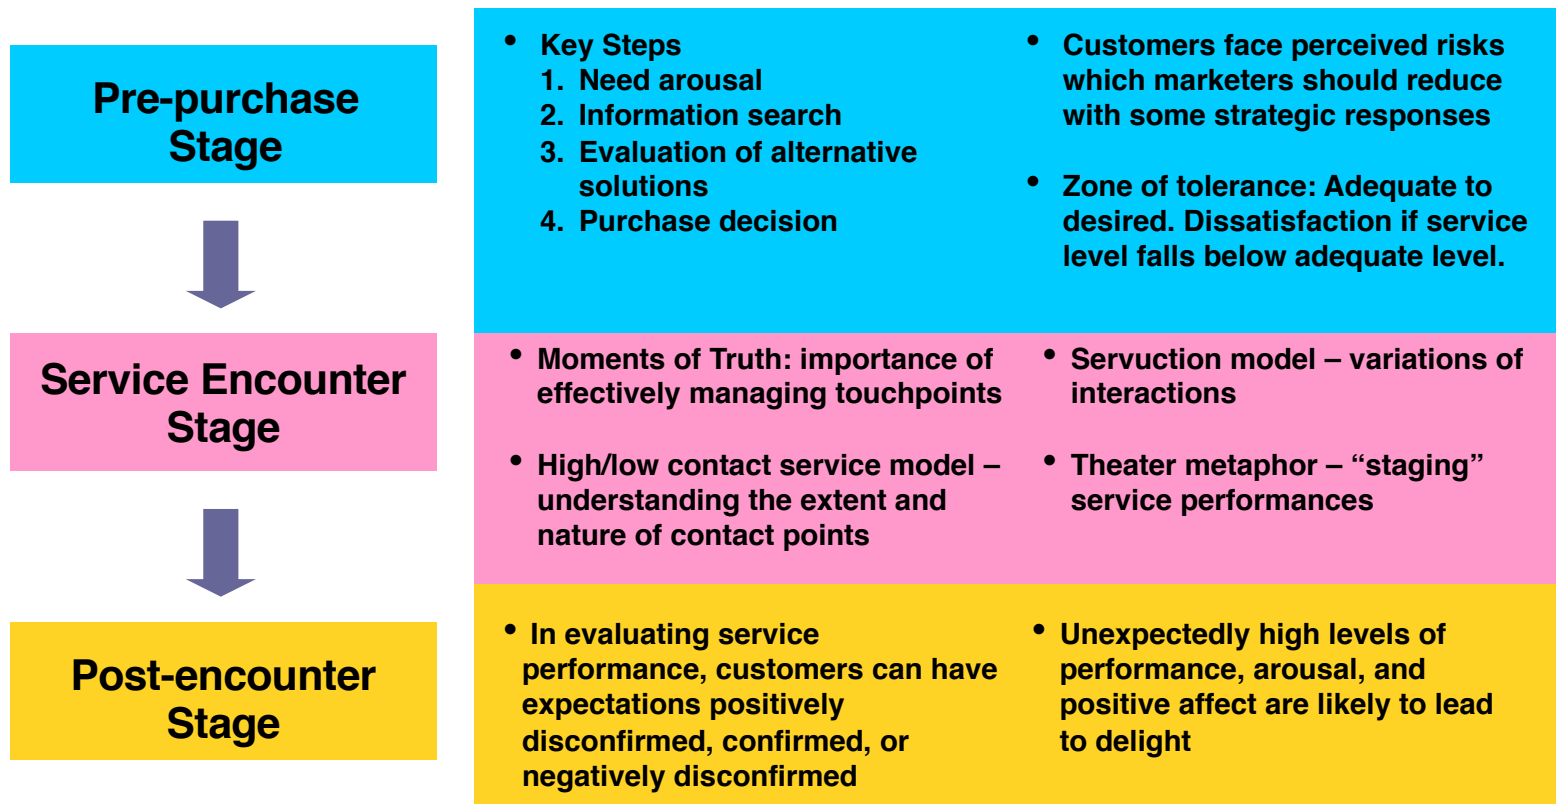 Pre-purchase
Stage
• Key Steps
1. Need arousal
2. Information search
3. Evaluation of alternative
solutions
4. Purchase decision
• Customers face perceived risks
which marketers should reduce
with some strategic responses
• Zone of tolerance: Adequate to
desired. Dissatisfaction if service
level falls below adequate level.
Service Encounter
Stage
• Moments of Truth: importance of
effectively managing touchpoints
• High/low contact service model –
understanding the extent and
nature of contact points
• Servuction model – variations of
interactions
• Theater metaphor – “staging”
service performances
Post-encounter
Stage
• In evaluating service
performance, customers can have
expectations positively
disconfirmed, confirmed, or
negatively disconfirmed
• Unexpectedly high levels of
performance, arousal, and
positive affect are likely to lead
to delight